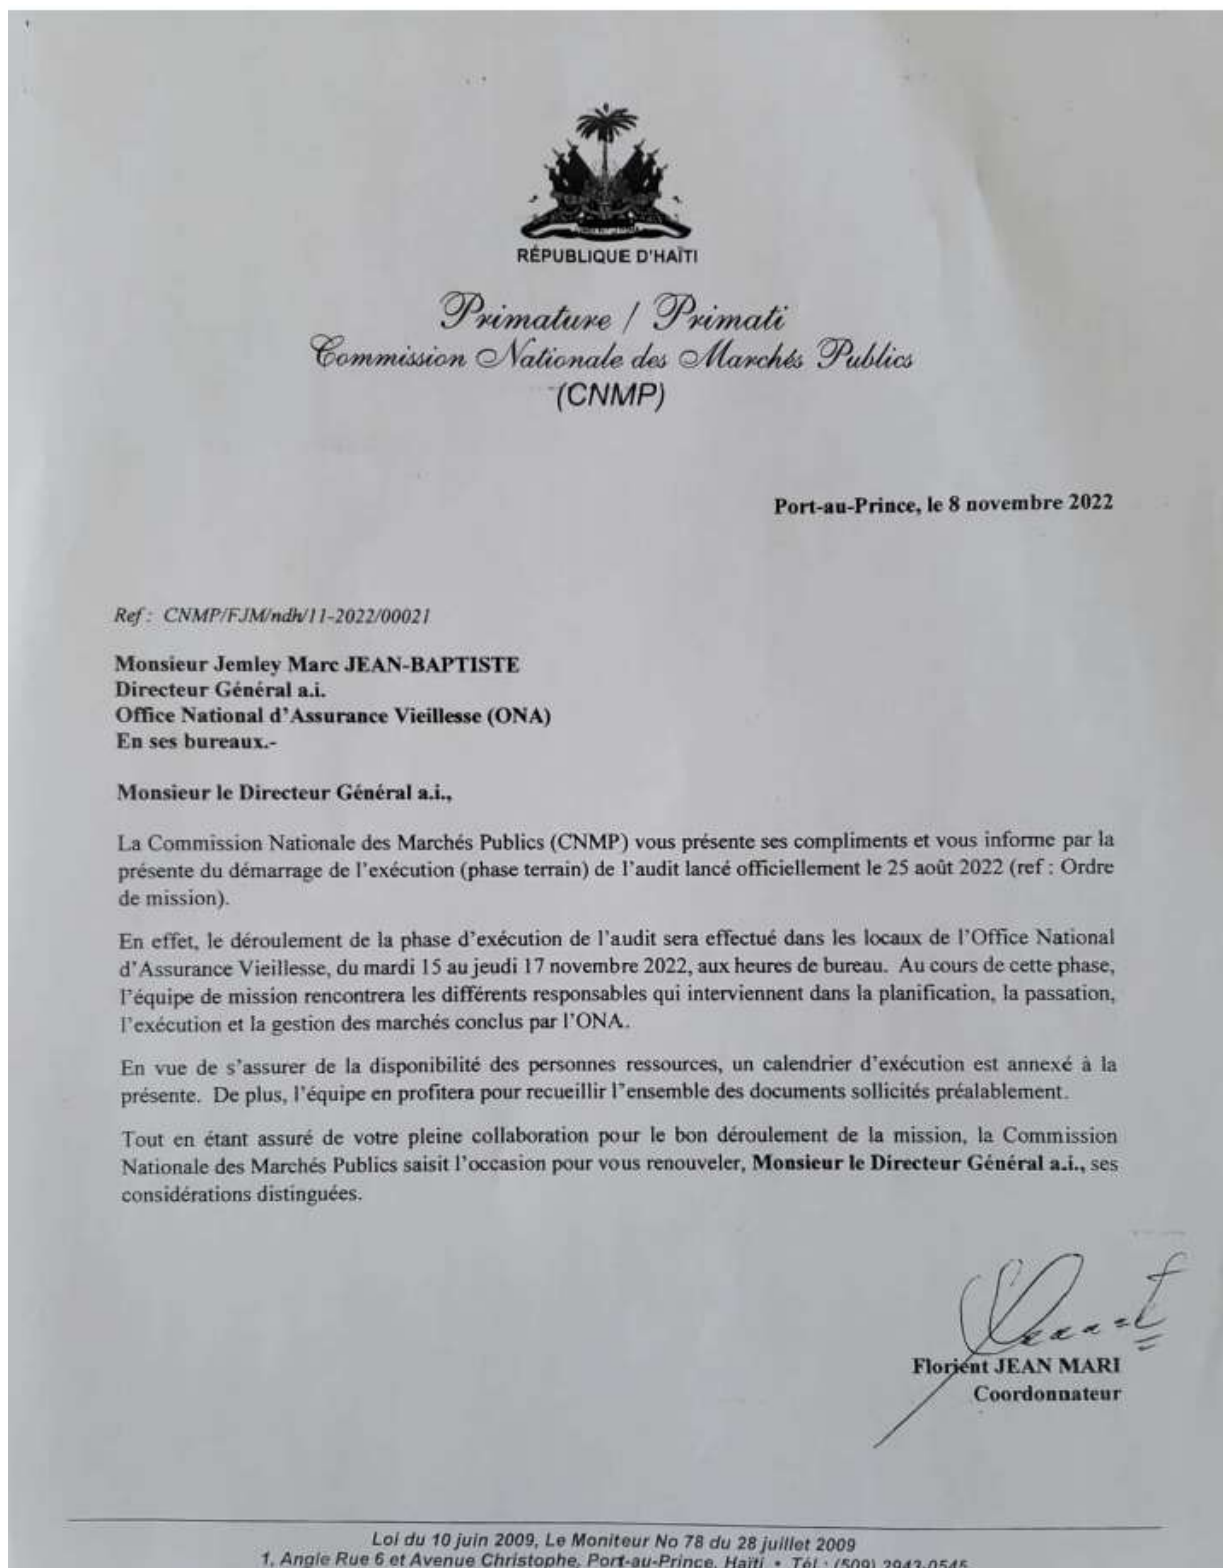 RÉPUBLIQUE D'HAÏTI
Primature / Primati
Commission Nationale des Marchés Publics
(CNMP)
Port-au-Prince, le 8 novembre 2022
Ref : CNMP/FJM/ndh/11-2022/00021
Monsieur Jemley Marc JEAN-BAPTISTE
Directeur Général a.i.
Office National d'Assurance Vieillesse (ONA)
En ses bureaux.-
Monsieur le Directeur Général a.i.,
La Commission Nationale des Marchés Publics (CNMP) vous présente ses compliments et vous informe par la
présente du démarrage de l'exécution (phase terrain) de l'audit lancé officiellement le 25 août 2022 (ref : Ordre
de mission).
En effet, le déroulement de la phase d'exécution de l'audit sera effectué dans les locaux de l'Office National
d'Assurance Vieillesse, du mardi 15 au jeudi 17 novembre 2022, aux heures de bureau. Au cours de cette phase,
l'équipe de mission rencontrera les différents responsables qui interviennent dans la planification, la passation,
l'exécution et la gestion des marchés conclus par l'ONA.
En vue de s'assurer de la disponibilité des personnes ressources, un calendrier d'exécution est annexé à la
présente. De plus, l'équipe en profitera pour recueillir l'ensemble des documents sollicités préalablement.
Tout en étant assuré de votre pleine collaboration pour le bon déroulement de la mission, la Commission
Nationale des Marchés Publics saisit l'occasion pour vous renouveler, Monsieur le Directeur Général a.i., ses
considérations distinguées.
Florient JEAN MARI
Coordonnateur
Loi du 10 juin 2009, Le Moniteur No 78 du 28 juillet 2009
1, Angle Rue 6 et Avenue Christophe, Port-au-Prince, Haïti • Tél : (509) 2943-0545